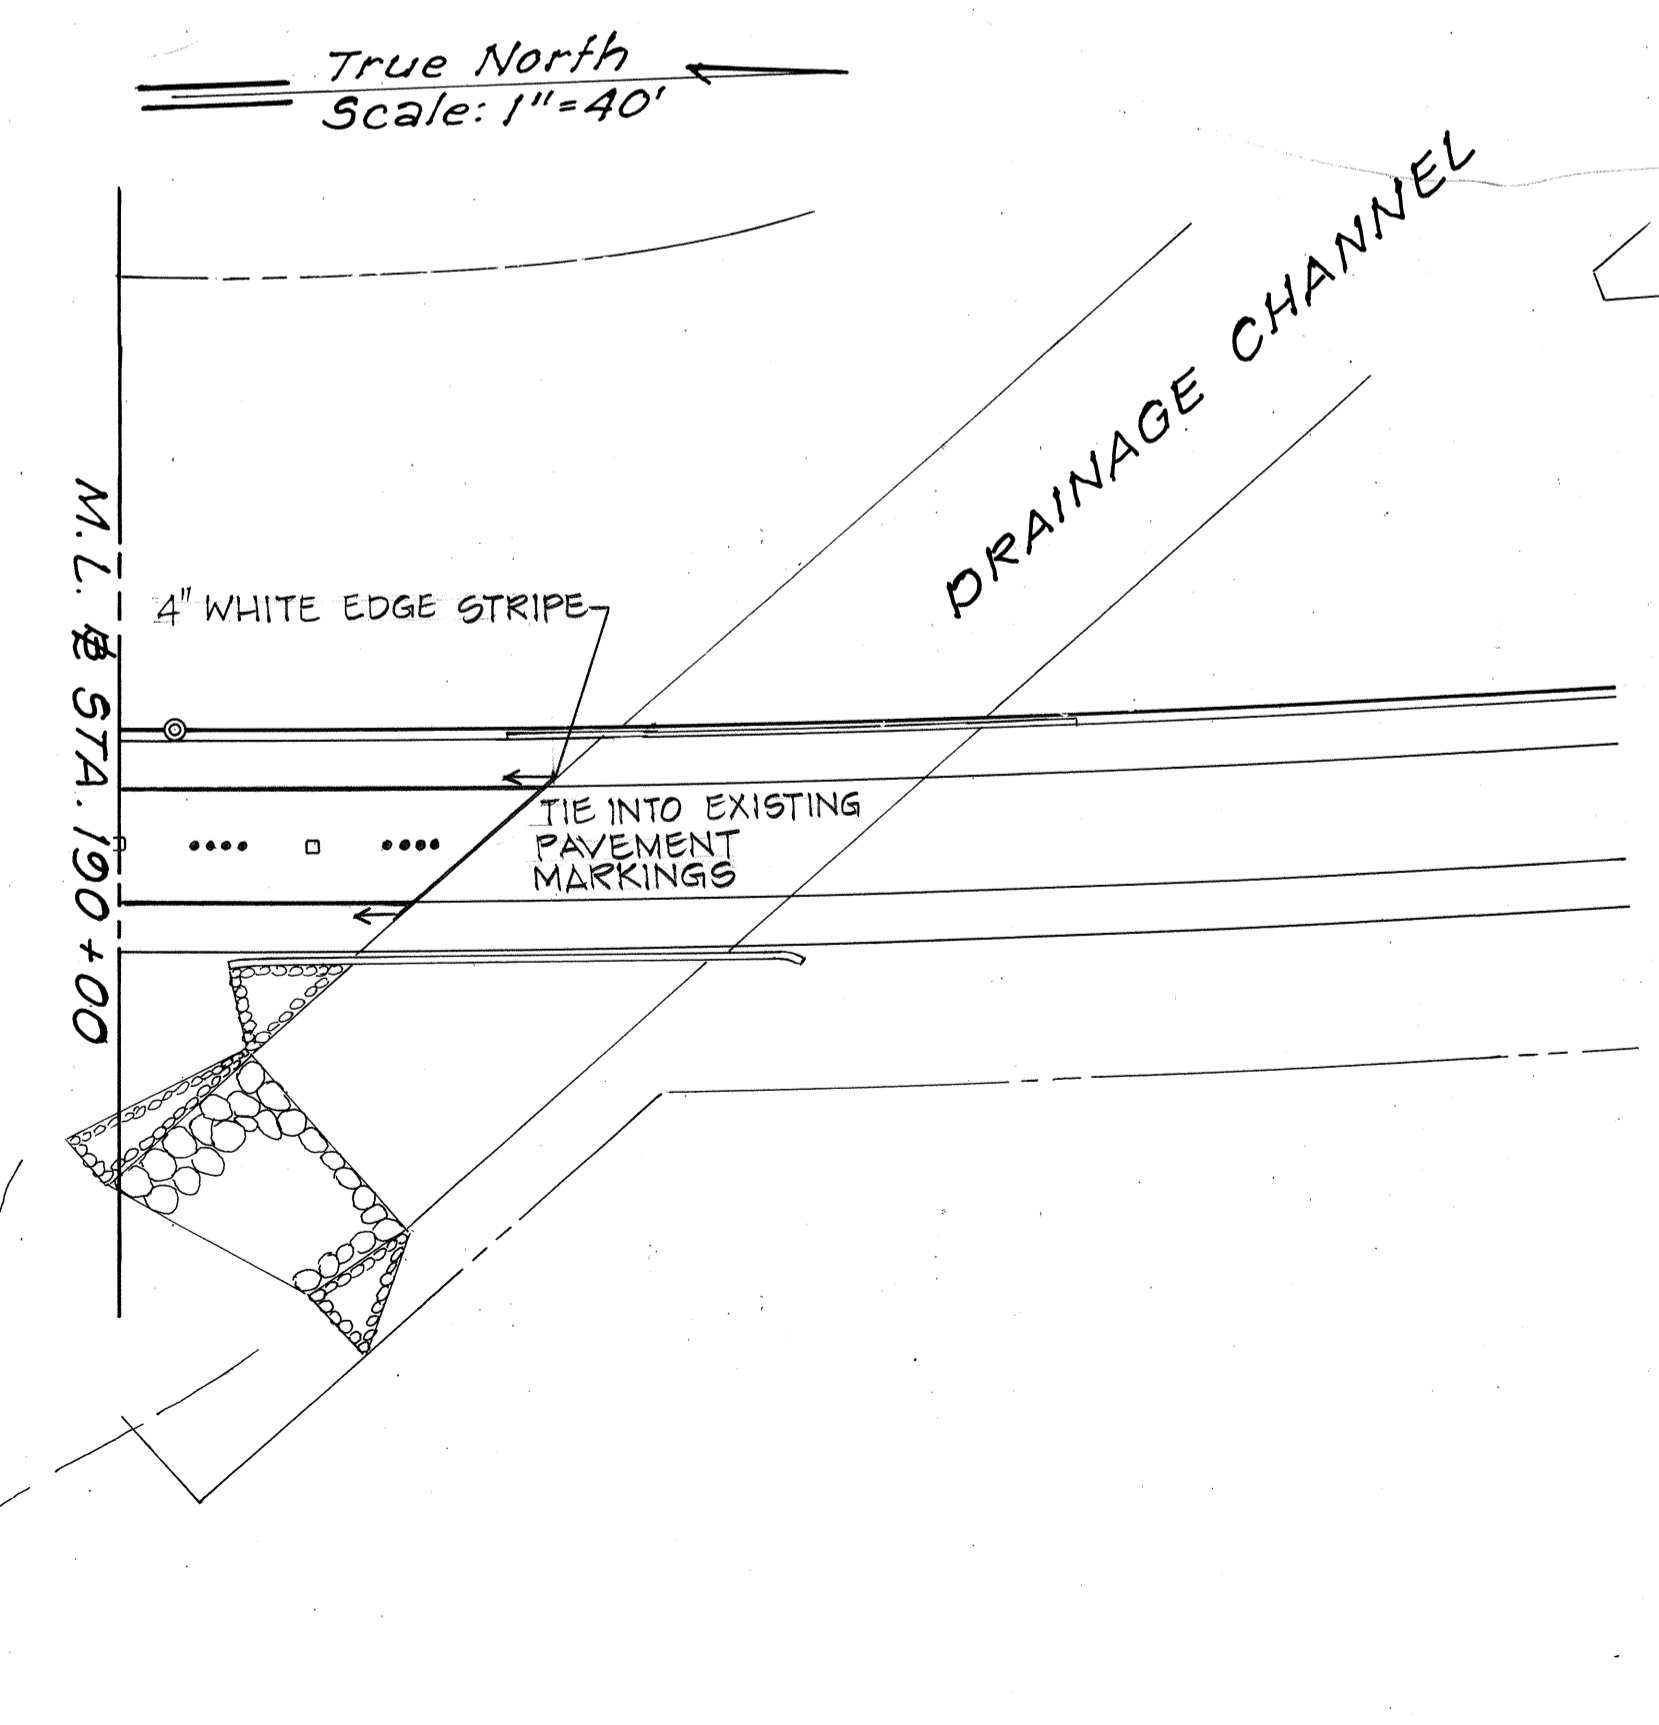 True North
Scale: 1"=40'
DRAINAGE CHANNEL
4" WHITE EDGE STRIPE
TIE INTO EXISTING
PAVEMENT
MARKINGS
M.L. ℄ STA. 190+00